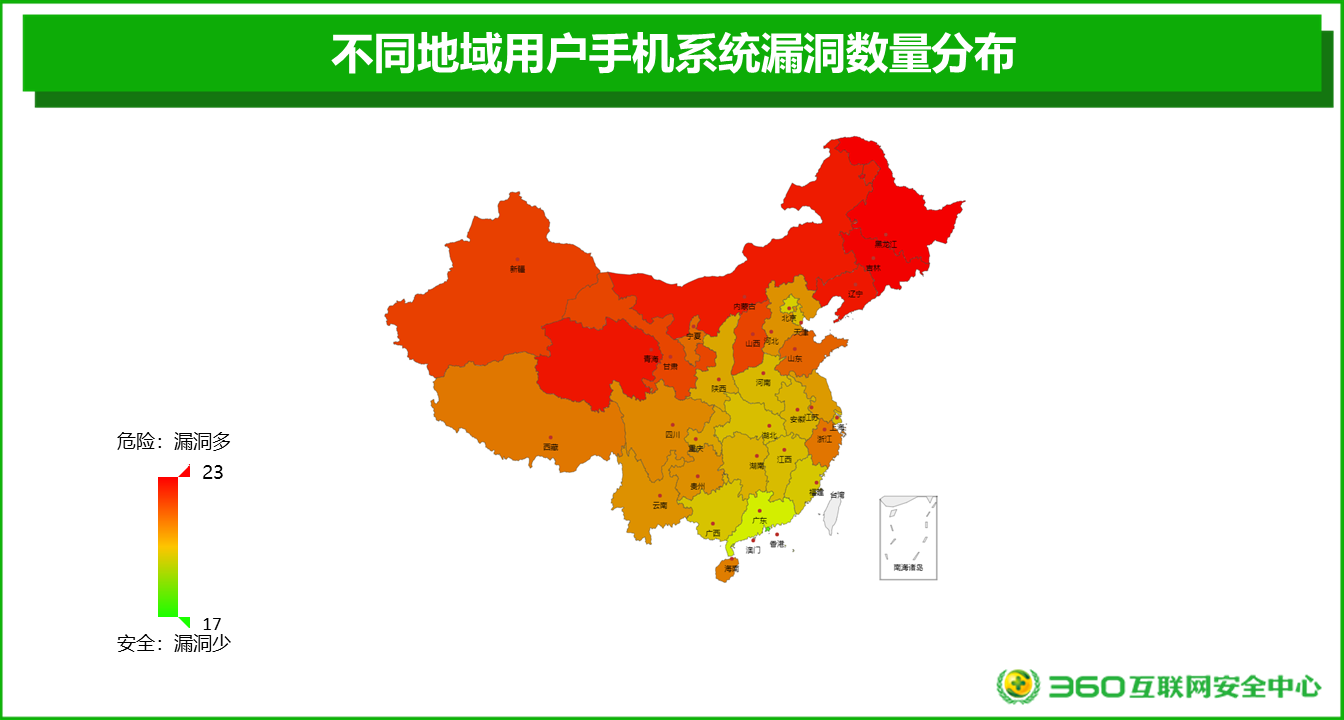 不同地域用户手机系统漏洞数量分布
黑龙江
吉林
新疆
辽宁
内蒙古
北京
天津
宁夏
山西
河北
山东
青海
甘肃
陕西
河南
安徽
江苏
上海
四川
湖北
浙江
西藏
重庆
江西
湖南
贵州
福建
台湾
云南
广东
广西
香港
澳门
海南
南海诸岛
危险：漏洞多
23
17
安全：漏洞少
360互联网安全中心